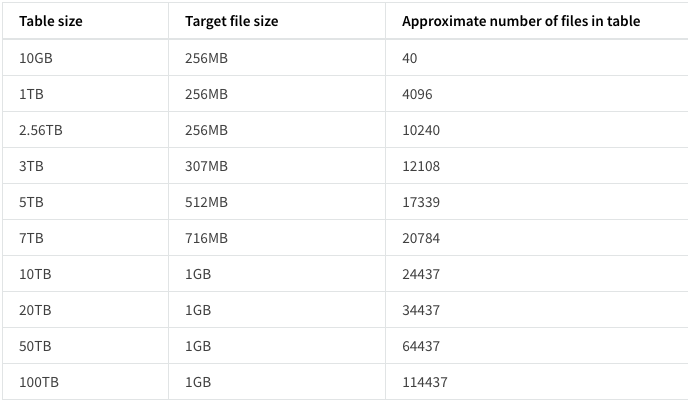 Table size Target file size Approximate number of files in table
10GB 256MB 40
1TB 256MB 4096
2.56TB 256MB 10240
3TB 307MB 12108
5TB 512MB 17339
7TB 716MB 20784
10TB 1GB 24437
20TB 1GB 34437
50TB 1GB 64437
100TB 1GB 114437